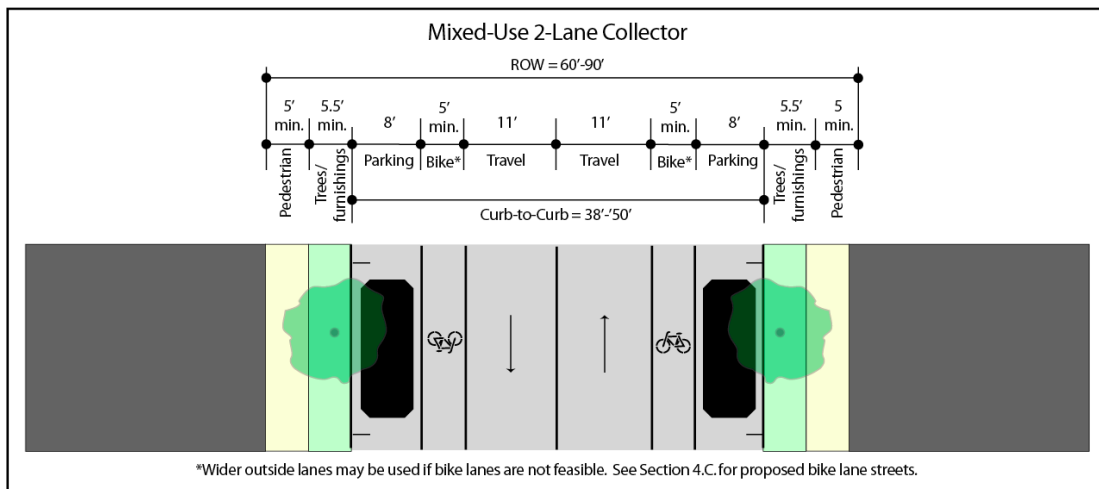 Mixed-Use 2-Lane Collector
ROW = 60'-90'
5' min.
5.5' min.
8'
5' min.
11'
11'
5' min.
8'
5.5' min.
5 min.
Pedestrian
Trees/ furnishings
Parking
Bike*
Travel
Travel
Bike*
Parking
Trees/ furnishings
Pedestrian
Curb-to-Curb = 38'-'50'
*Wider outside lanes may be used if bike lanes are not feasible. See Section 4.C. for proposed bike lane streets.